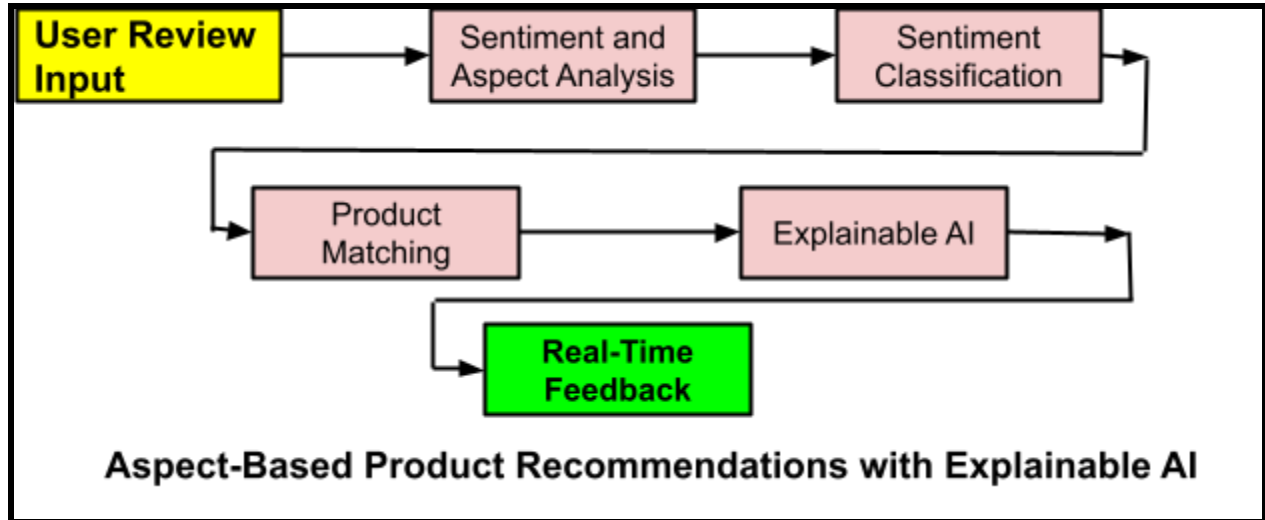 User Review
Input
Sentiment and
Aspect Analysis
Sentiment
Classification
Product
Matching
Explainable AI
Real-Time
Feedback
Aspect-Based Product Recommendations with Explainable AI